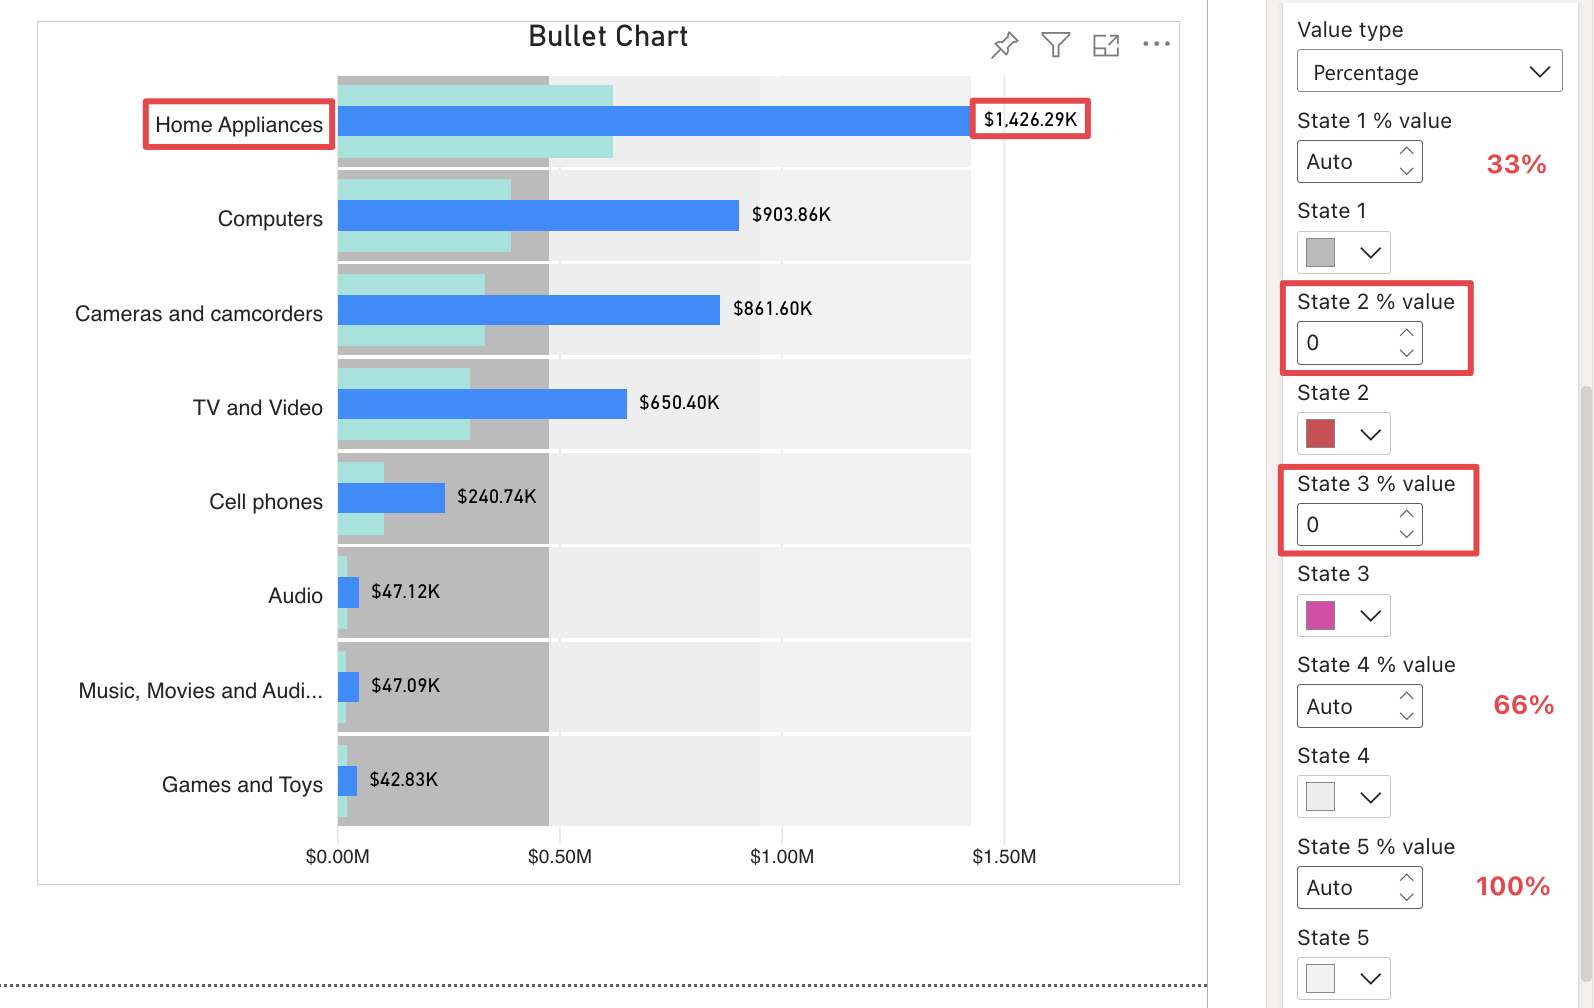 Bullet Chart
Home Appliances
$1,426.29K
Computers
$903.86K
Cameras and camcorders
$861.60K
TV and Video
$650.40K
Cell phones
$240.74K
Audio
$47.12K
Music, Movies and Audi...
$47.09K
Games and Toys
$42.83K
$0.00M
$0.50M
$1.00M
$1.50M
Value type
Percentage
State 1 % value
Auto
33%
State 1
State 2 % value
0
State 2
State 3 % value
0
State 3
State 4 % value
Auto
66%
State 4
State 5 % value
Auto
100%
State 5